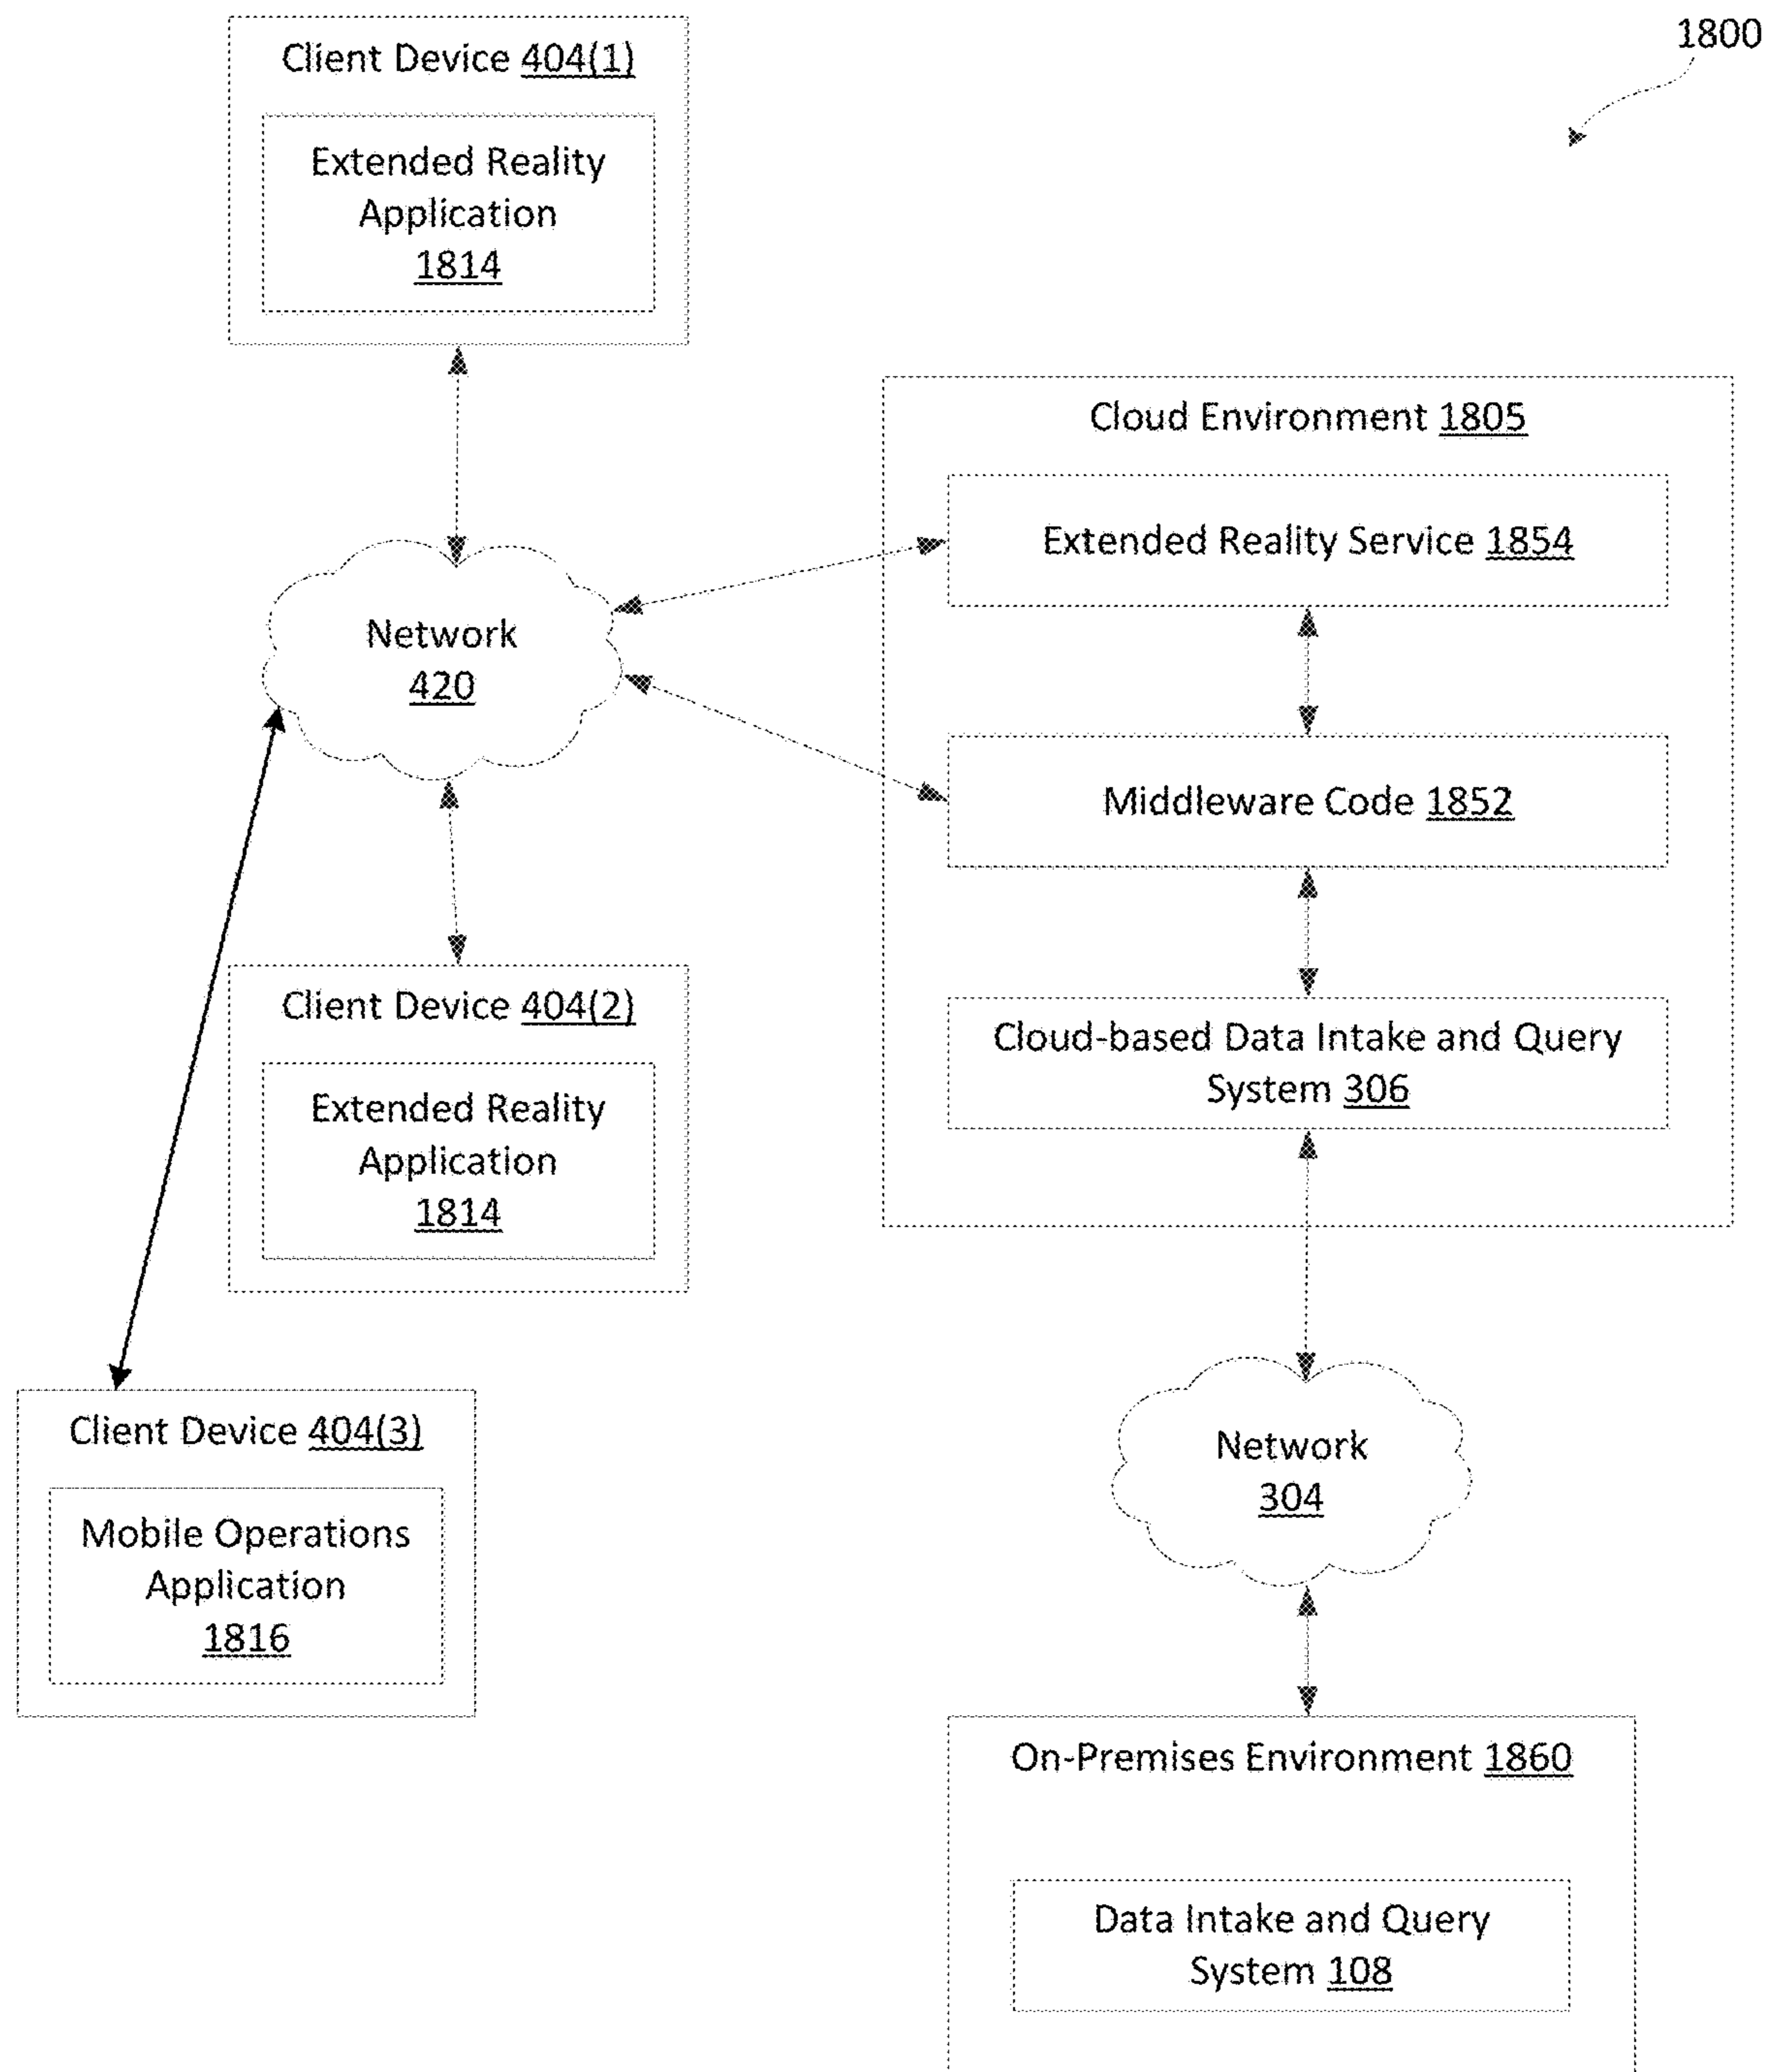 1800
Client Device 404(1)
Extended Reality
Application
1814
Cloud Environment 1805
Extended Reality Service 1854
Network
420
Middleware Code 1852
Client Device 404(2)
Extended Reality
Application
1814
Cloud-based Data Intake and Query
System 306
Client Device 404(3)
Mobile Operations
Application
1816
Network
304
On-Premises Environment 1860
Data Intake and Query
System 108